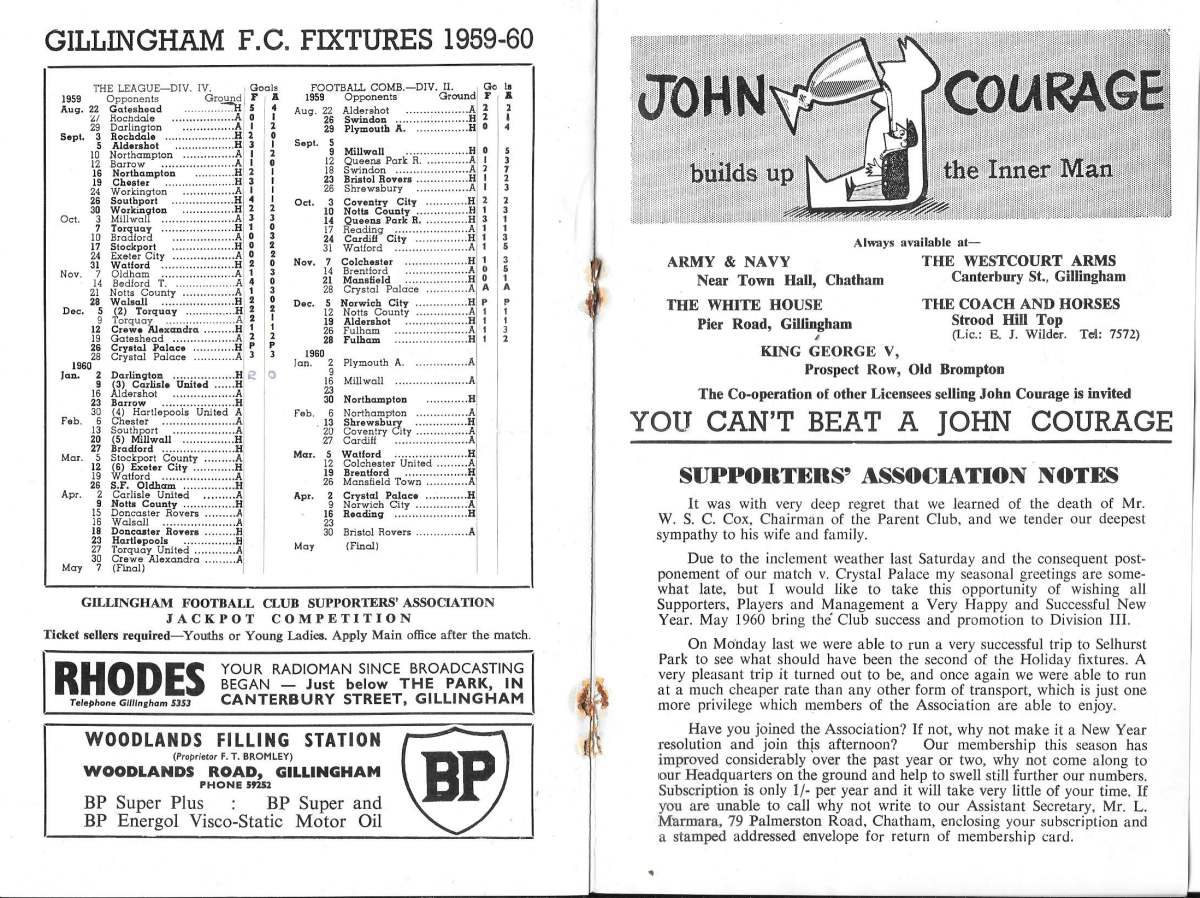 GILLINGHAM F.C. FIXTURES 1959-60
THE LEAGUE—DIV. IV. Goals
1959 Opponents Ground F A
Aug. 22 Gateshead ..............H 5 4
27 Rochdale ..............A 0 1
29 Darlington ..............A 1 2
Sept. 3 Rochdale ..............H 2 0
5 Aldershot ..............H 3 1
10 Northampton ..............A 1 2
12 Barrow ..............A 1 0
16 Northampton ..............H 2 1
19 Chester ..............H 3 1
24 Workington ..............A 1 1
26 Southport ..............H 4 1
30 Workington ..............H 2 2
Oct. 3 Millwall ..............A 3 3
7 Torquay ..............H 1 0
10 Bradford ..............A 0 3
17 Stockport ..............H 0 2
24 Exeter City ..............A 0 2
31 Watford ..............H 2 0
Nov. 7 Oldham ..............A 1 3
14 Bedford T. ..............A 4 0
21 Notts County ..............A 1 3
28 Walsall ..............H 2 0
Dec. 5 (2) Torquay ..............H 2 2
9 Torquay ..............A 2 1
12 Crewe Alexandra ........H 1 1
19 Gateshead ..............A 2 2
26 Crystal Palace ..........H P P
28 Crystal Palace ..........A 3 3
1960
Jan. 2 Darlington ..............H 2 0
9 (3) Carlisle United ......H
16 Aldershot ..............A
23 Barrow ..............H
30 (4) Hartlepools United A
Feb. 6 Chester ..............A
13 Southport ..............A
20 (5) Millwall ..............H
27 Bradford ..............H
Mar. 5 Stockport County ........A
12 (6) Exeter City ..........H
19 Watford ..............A
26 S.F. Oldham ..............H
Apr. 2 Carlisle United .........A
9 Notts County ..............H
15 Doncaster Rovers .........A
16 Walsall ..............A
18 Doncaster Rovers .........H
23 Hartlepools ..............H
27 Torquay United ............A
30 Crewe Alexandra .........A
May 7 (Final)
FOOTBALL COMB.—DIV. II. Go ls
1959 Opponents Ground F A
Aug. 22 Aldershot ..............A 2 2
26 Swindon ..............H 2 1
29 Plymouth A. ..............H 0 4
Sept. 5
9 Millwall ..............H 0 5
12 Queens Park R. ..........A 1 3
18 Swindon ..............A 2 7
23 Bristol Rovers ..........H 1 2
26 Shrewsbury ..............A 1 3
Oct. 3 Coventry City ..........H 2 2
10 Notts County ..........H 1 3
14 Queens Park R. ..........H 3 1
17 Reading ..............A 1 1
24 Cardiff City ..............H 1 3
31 Watford ..............A 1 5
Nov. 7 Colchester ..............H 1 3
14 Brentford ..............A 0 5
21 Mansfield ..............H 0 1
28 Crystal Palace ..........A A A
Dec. 5 Norwich City ..........H P P
12 Notts County ..........A 1 1
19 Aldershot ..............H 1 1
26 Fulham ..............A 1 3
28 Fulham ..............H 1 2
1960
Jan. 2 Plymouth A. ..............A
9
16 Millwall ..............A
23
30 Northampton ..............H
Feb. 6 Northampton ..............A
13 Shrewsbury ..............H
20 Coventry City ..........A
27 Cardiff ..............A
Mar. 5 Watford ..............H
12 Colchester United ......A
19 Brentford ..............H
26 Mansfield Town ..........A
Apr. 2 Crystal Palace ..........H
9 Norwich City ..........A
16 Reading ..............H
23
30 Bristol Rovers ..........A
May (Final)
GILLINGHAM FOOTBALL CLUB SUPPORTERS' ASSOCIATION
JACKPOT COMPETITION
Ticket sellers required—Youths or Young Ladies. Apply Main office after the match.
RHODES
Telephone Gillingham 5353
YOUR RADIOMAN SINCE BROADCASTING
BEGAN — Just below THE PARK, IN
CANTERBURY STREET, GILLINGHAM
WOODLANDS FILLING STATION
(Proprietor F. T. BROMLEY)
WOODLANDS ROAD, GILLINGHAM
PHONE 59252
BP Super Plus : BP Super and
BP Energol Visco-Static Motor Oil
BP
JOHN COURAGE
builds up the Inner Man
Always available at—
ARMY & NAVY
Near Town Hall, Chatham
THE WESTCOURT ARMS
Canterbury St., Gillingham
THE WHITE HOUSE
Pier Road, Gillingham
THE COACH AND HORSES
Strood Hill Top
(Lic.: E. J. Wilder. Tel: 7572)
KING GEORGE V,
Prospect Row, Old Brompton
The Co-operation of other Licensees selling John Courage is invited
YOU CAN'T BEAT A JOHN COURAGE
SUPPORTERS' ASSOCIATION NOTES
It was with very deep regret that we learned of the death of Mr.
W. S. C. Cox, Chairman of the Parent Club, and we tender our deepest
sympathy to his wife and family.
Due to the inclement weather last Saturday and the consequent post-
ponement of our match v. Crystal Palace my seasonal greetings are some-
what late, but I would like to take this opportunity of wishing all
Supporters, Players and Management a Very Happy and Successful New
Year. May 1960 bring the Club success and promotion to Division III.
On Monday last we were able to run a very successful trip to Selhurst
Park to see what should have been the second of the Holiday fixtures. A
very pleasant trip it turned out to be, and once again we were able to run
at a much cheaper rate than any other form of transport, which is just one
more privilege which members of the Association are able to enjoy.
Have you joined the Association? If not, why not make it a New Year
resolution and join this afternoon? Our membership this season has
improved considerably over the past year or two, why not come along to
our Headquarters on the ground and help to swell still further our numbers.
Subscription is only 1/- per year and it will take very little of your time. If
you are unable to call why not write to our Assistant Secretary, Mr. L.
Marmara, 79 Palmerston Road, Chatham, enclosing your subscription and
a stamped addressed envelope for return of membership card.